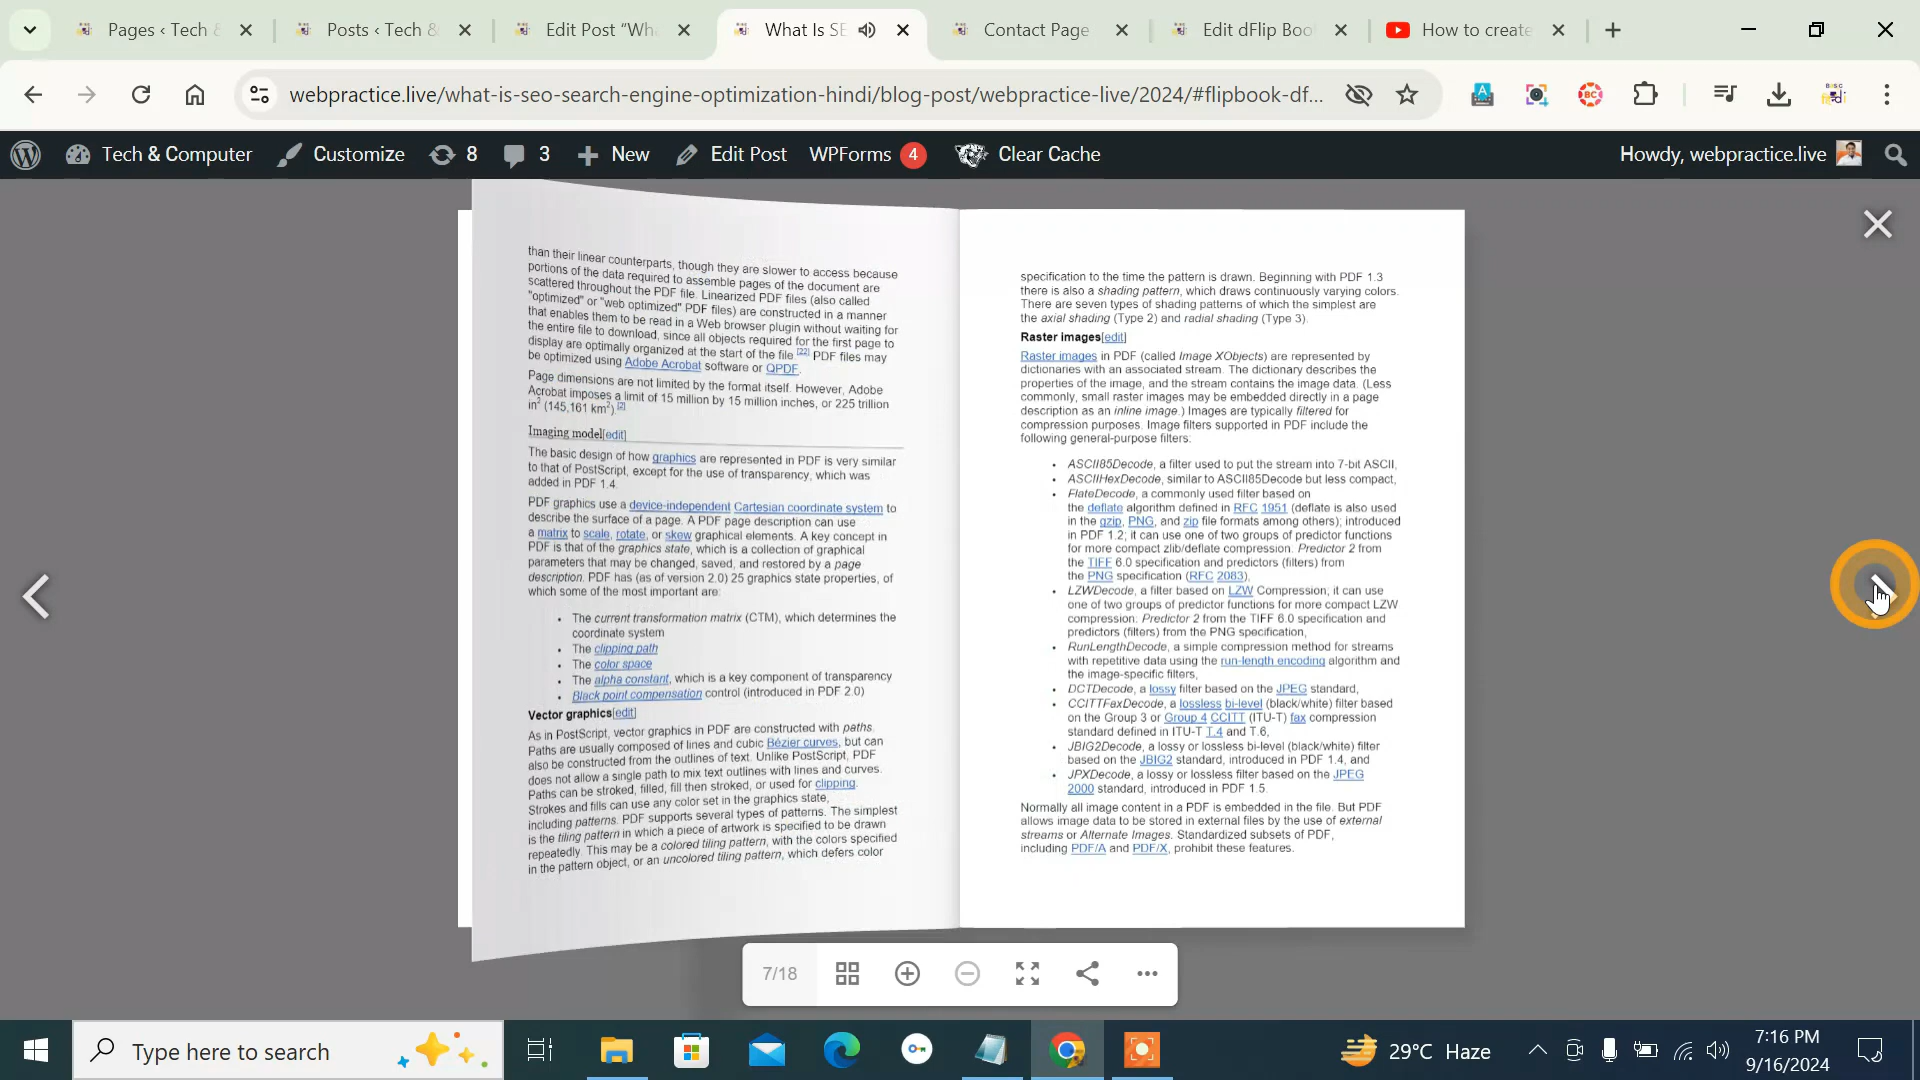 Pages ‹ Tech &
Posts ‹ Tech &
Edit Post “Wh
What Is SE
Contact Page
Edit dFlip Boo
How to create
webpractice.live/what-is-seo-search-engine-optimization-hindi/blog-post/webpractice-live/2024/#flipbook-df...
Tech & Computer
Customize
8
3
New
Edit Post
WPForms 4
Clear Cache
Howdy, webpractice.live
than their linear counterparts, though they are slower to access because
portions of the data required to assemble pages of the document are
scattered throughout the PDF file. Linearized PDF files (also called
"optimized" or "web optimized" PDF files) are constructed in a manner
that enables them to be read in a Web browser plugin without waiting for
the entire file to download, since all objects required for the first page to
display are optimally organized at the start of the file.[22] PDF files may
be optimized using Adobe Acrobat software or QPDF.
Page dimensions are not limited by the format itself. However, Adobe
Acrobat imposes a limit of 15 million by 15 million inches, or 225 trillion
in² (145,161 km²).[2]
Imaging model[edit]
The basic design of how graphics are represented in PDF is very similar
to that of PostScript, except for the use of transparency, which was
added in PDF 1.4.
PDF graphics use a device-independent Cartesian coordinate system to
describe the surface of a page. A PDF page description can use
a matrix to scale, rotate, or skew graphical elements. A key concept in
PDF is that of the graphics state, which is a collection of graphical
parameters that may be changed, saved, and restored by a page
description. PDF has (as of version 2.0) 25 graphics state properties, of
which some of the most important are:
• The current transformation matrix (CTM), which determines the
coordinate system
• The clipping path
• The color space
• The alpha constant, which is a key component of transparency
• Black point compensation control (introduced in PDF 2.0)
Vector graphics[edit]
As in PostScript, vector graphics in PDF are constructed with paths.
Paths are usually composed of lines and cubic Bézier curves, but can
also be constructed from the outlines of text. Unlike PostScript, PDF
does not allow a single path to mix text outlines with lines and curves.
Paths can be stroked, filled, fill then stroked, or used for clipping.
Strokes and fills can use any color set in the graphics state,
including patterns. PDF supports several types of patterns. The simplest
is the tiling pattern in which a piece of artwork is specified to be drawn
repeatedly. This may be a colored tiling pattern, with the colors specified
in the pattern object, or an uncolored tiling pattern, which defers color
specification to the time the pattern is drawn. Beginning with PDF 1.3
there is also a shading pattern, which draws continuously varying colors.
There are seven types of shading patterns of which the simplest are
the axial shading (Type 2) and radial shading (Type 3).
Raster images[edit]
Raster images in PDF (called Image XObjects) are represented by
dictionaries with an associated stream. The dictionary describes the
properties of the image, and the stream contains the image data. (Less
commonly, small raster images may be embedded directly in a page
description as an inline image.) Images are typically filtered for
compression purposes. Image filters supported in PDF include the
following general-purpose filters:
• ASCII85Decode, a filter used to put the stream into 7-bit ASCII,
• ASCIIHexDecode, similar to ASCII85Decode but less compact,
• FlateDecode, a commonly used filter based on
the deflate algorithm defined in RFC 1951 (deflate is also used
in the gzip, PNG, and zip file formats among others); introduced
in PDF 1.2; it can use one of two groups of predictor functions
for more compact zlib/deflate compression: Predictor 2 from
the TIFF 6.0 specification and predictors (filters) from
the PNG specification (RFC 2083),
• LZWDecode, a filter based on LZW Compression; it can use
one of two groups of predictor functions for more compact LZW
compression: Predictor 2 from the TIFF 6.0 specification and
predictors (filters) from the PNG specification,
• RunLengthDecode, a simple compression method for streams
with repetitive data using the run-length encoding algorithm and
the image-specific filters,
• DCTDecode, a lossy filter based on the JPEG standard,
• CCITTFaxDecode, a lossless bi-level (black/white) filter based
on the Group 3 or Group 4 CCITT (ITU-T) fax compression
standard defined in ITU-T T.4 and T.6,
• JBIG2Decode, a lossy or lossless bi-level (black/white) filter
based on the JBIG2 standard, introduced in PDF 1.4, and
• JPXDecode, a lossy or lossless filter based on the JPEG
2000 standard, introduced in PDF 1.5.
Normally all image content in a PDF is embedded in the file. But PDF
allows image data to be stored in external files by the use of external
streams or Alternate Images. Standardized subsets of PDF,
including PDF/A and PDF/X, prohibit these features.
7/18
Type here to search
29°C Haze
7:16 PM
9/16/2024